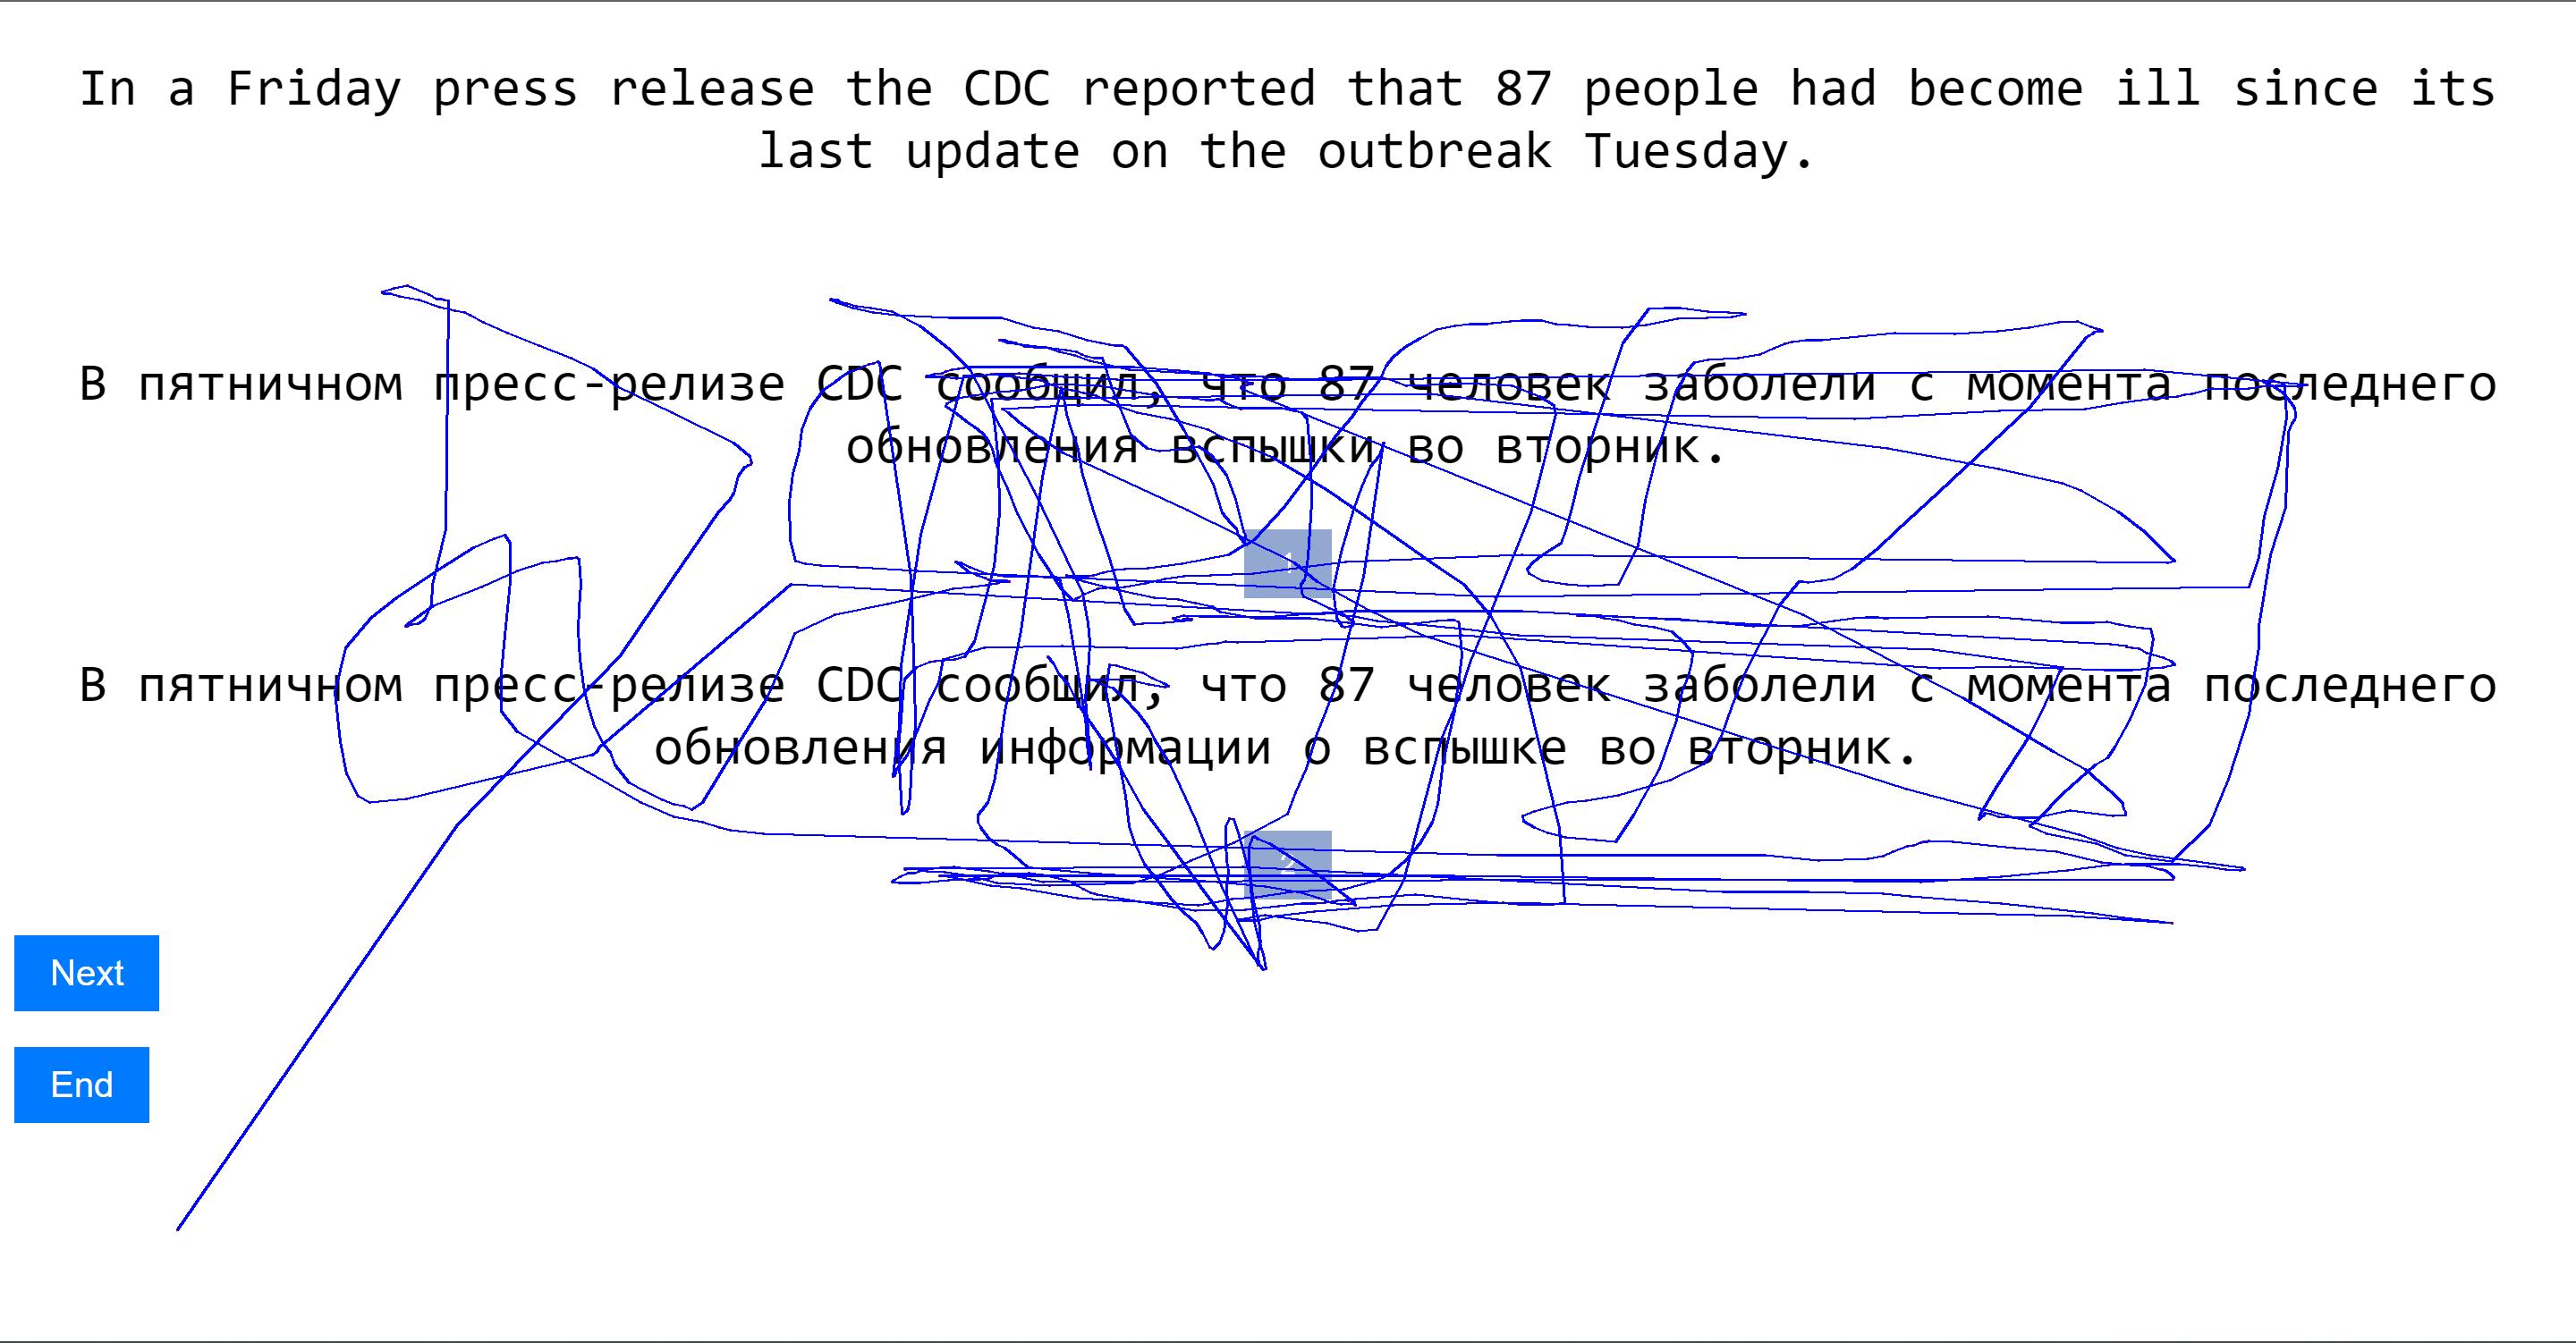 In a Friday press release the CDC reported that 87 people had become ill since its
last update on the outbreak Tuesday.
В пятничном пресс-релизе CDC сообщил, что 87 человек заболели с момента последнего
обновления вспышки во вторник.
1
В пятничном пресс-релизе CDC сообщил, что 87 человек заболели с момента последнего
обновления информации о вспышке во вторник.
2
Next
End